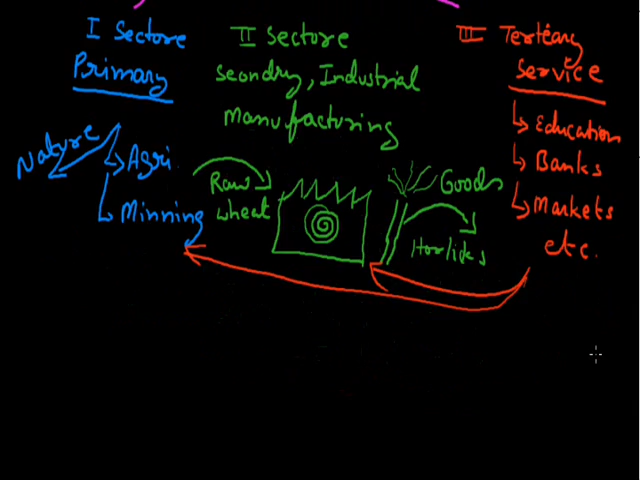 I Sectore
Primary
Nature
Agri
Minning
II Sectore
seondry, Industrial
Manufacturing
Raw
wheat
Goods
Horlicks
III Tertiary
Service
Education
Banks
Markets
etc.